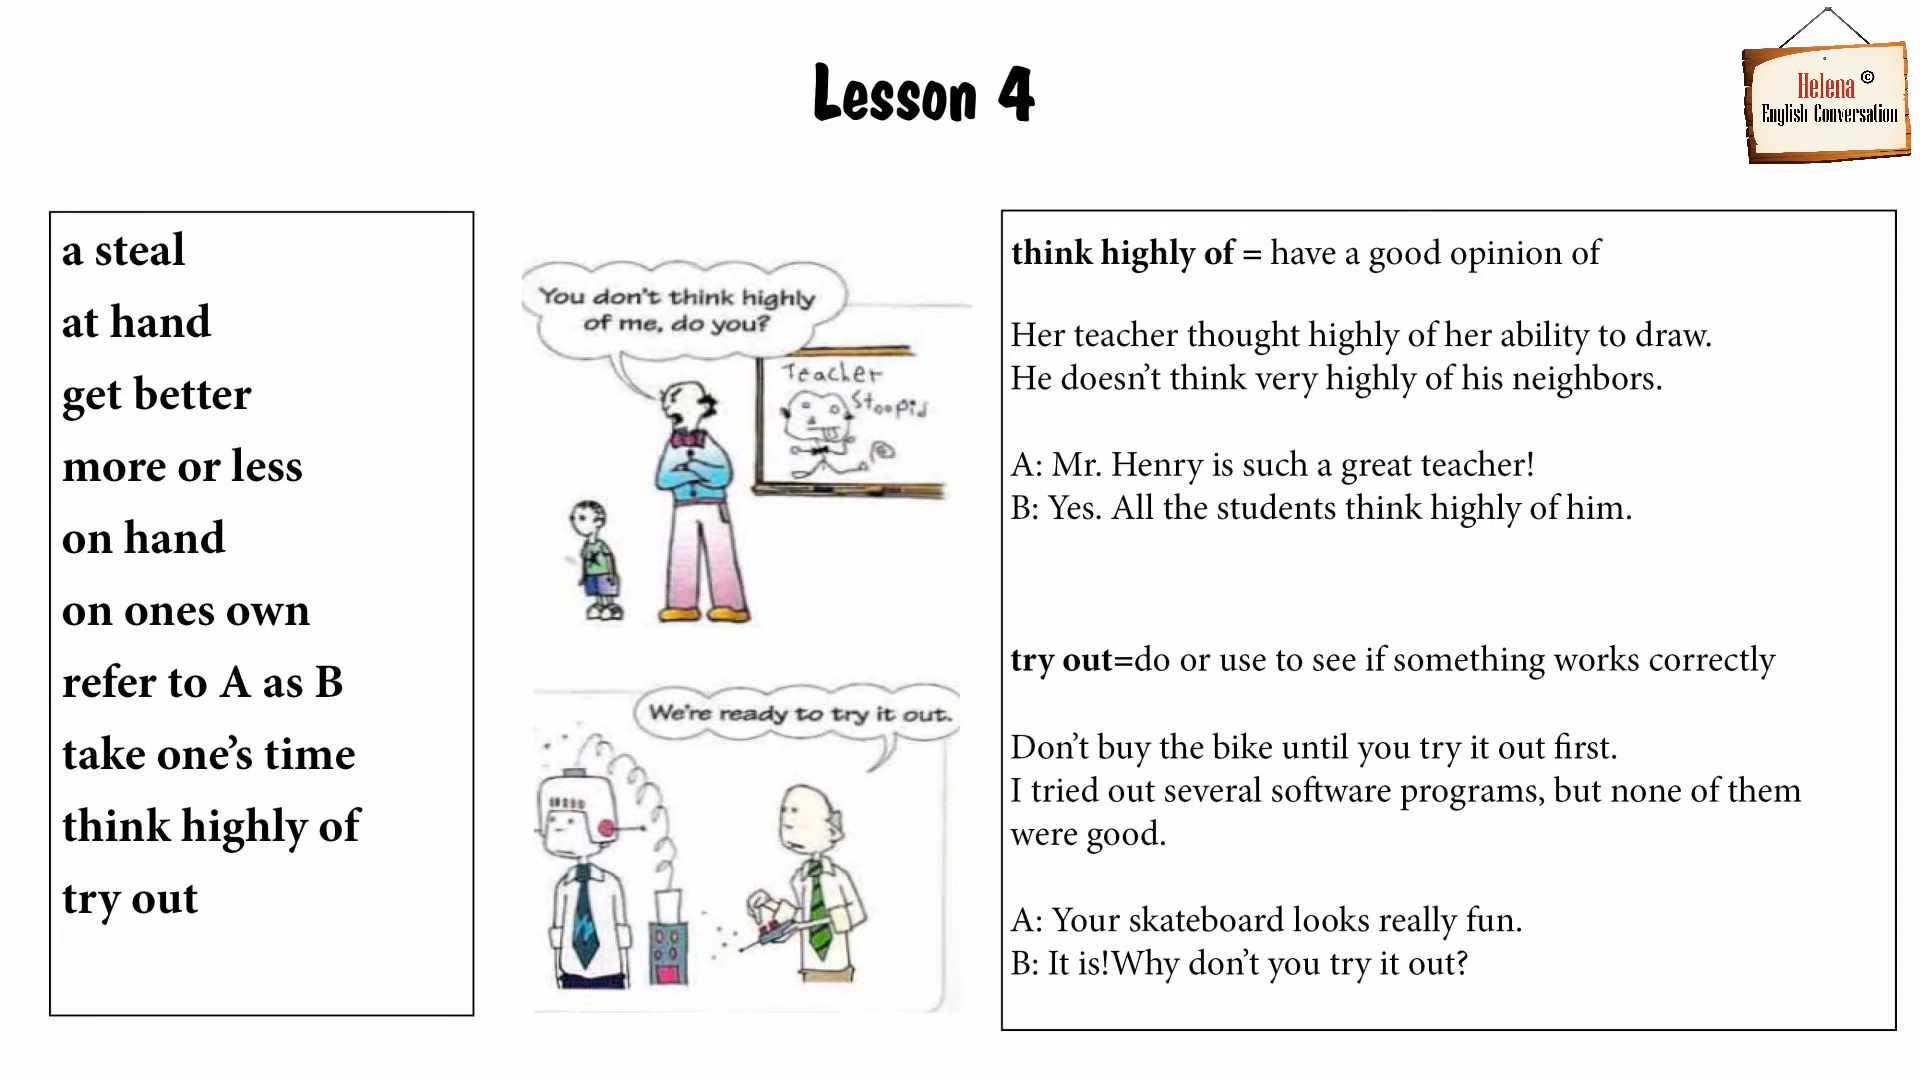 Lesson 4
Helena ©
English Conversation
a steal
at hand
get better
more or less
on hand
on ones own
refer to A as B
take one’s time
think highly of
try out
You don't think highly
of me, do you?
Teacher
Stoopid
We're ready to try it out.
think highly of = have a good opinion of
Her teacher thought highly of her ability to draw.
He doesn’t think very highly of his neighbors.
A: Mr. Henry is such a great teacher!
B: Yes. All the students think highly of him.
try out=do or use to see if something works correctly
Don’t buy the bike until you try it out first.
I tried out several software programs, but none of them
were good.
A: Your skateboard looks really fun.
B: It is!Why don’t you try it out?